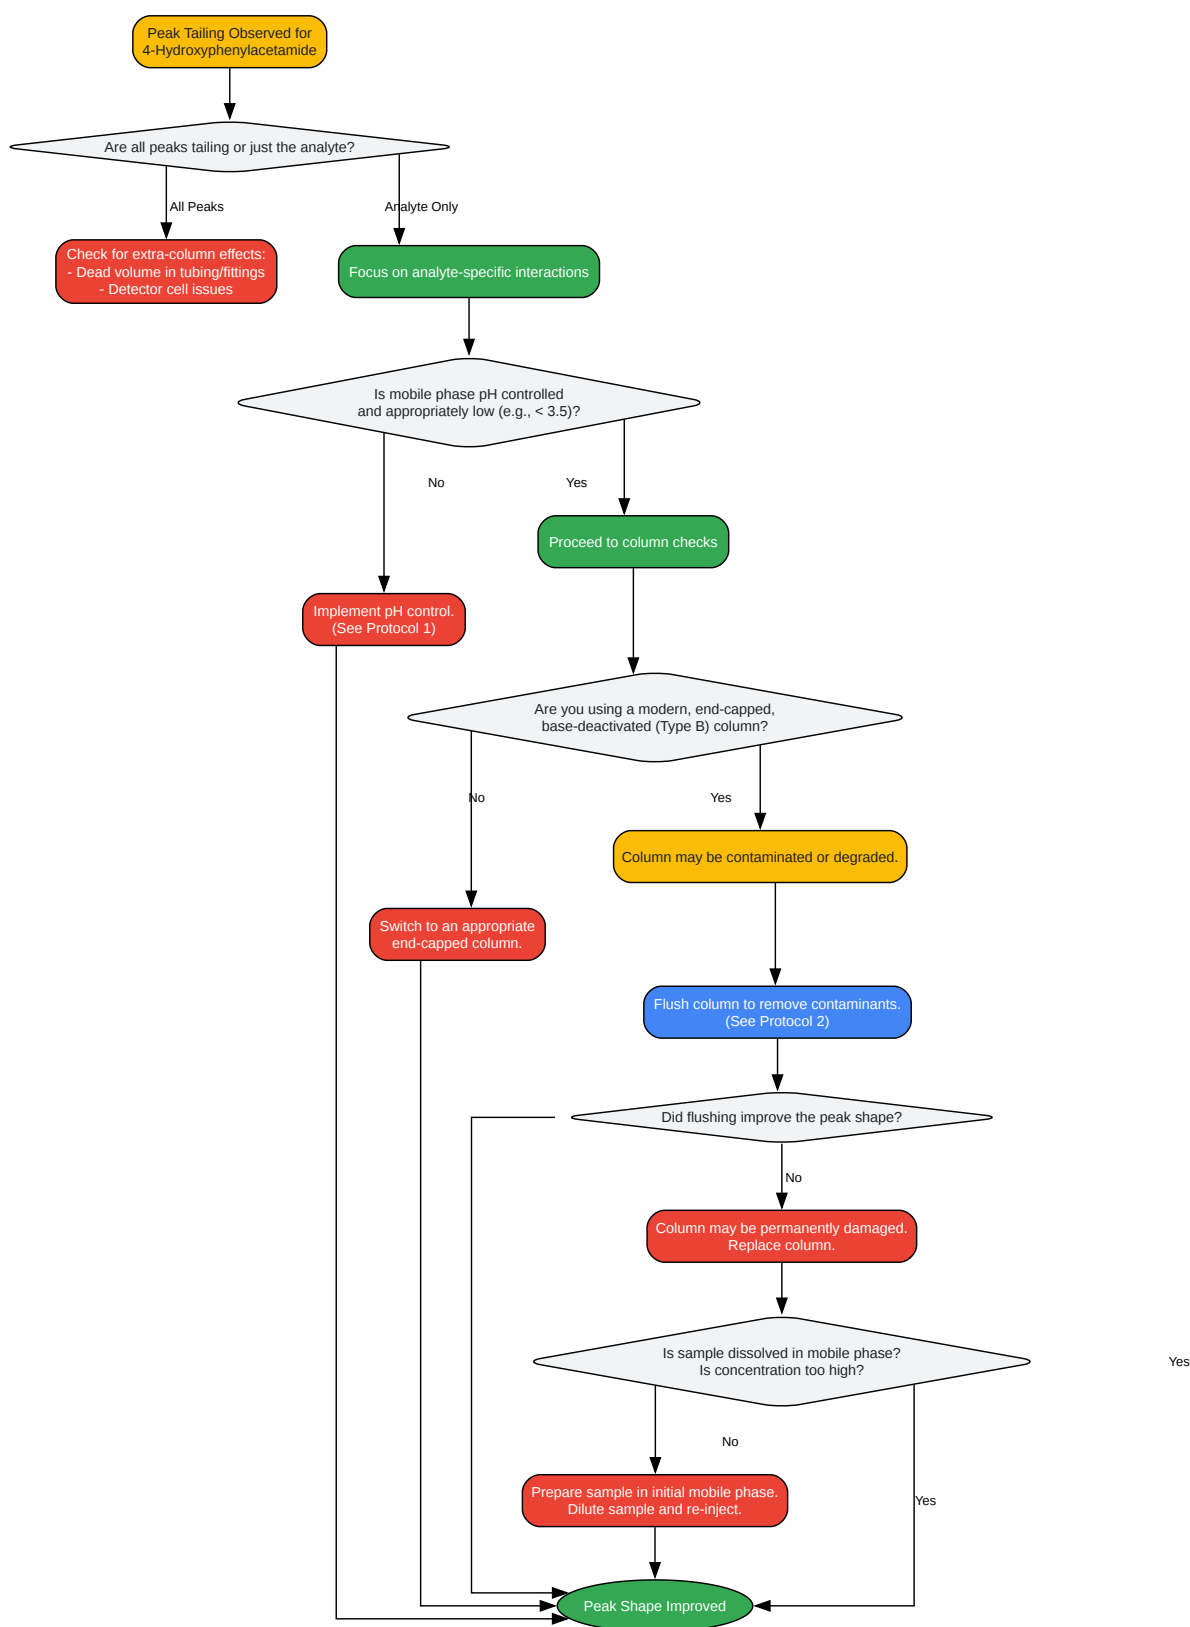 Peak Tailing Observed for
4-Hydroxyphenylacetamide
Are all peaks tailing or just the analyte?
All Peaks
Analyte Only
Check for extra-column effects:
- Dead volume in tubing/fittings
- Detector cell issues
Focus on analyte-specific interactions
Is mobile phase pH controlled
and appropriately low (e.g., < 3.5)?
No
Yes
Proceed to column checks
Implement pH control.
(See Protocol 1)
Are you using a modern, end-capped,
base-deactivated (Type B) column?
No
Yes
Column may be contaminated or degraded.
Switch to an appropriate
end-capped column.
Flush column to remove contaminants.
(See Protocol 2)
Did flushing improve the peak shape?
No
Column may be permanently damaged.
Replace column.
Is sample dissolved in mobile phase?
Is concentration too high?
Yes
No
Prepare sample in initial mobile phase.
Dilute sample and re-inject.
Yes
Peak Shape Improved